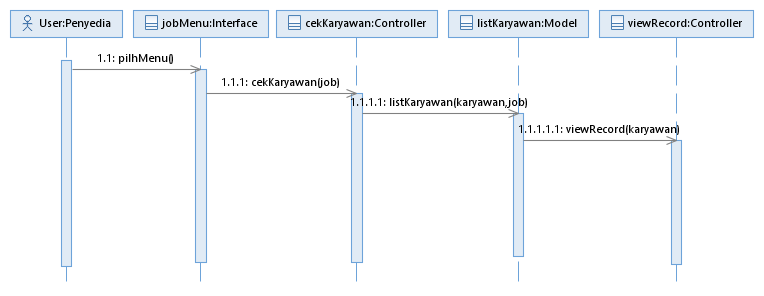 User:Penyedia
jobMenu:Interface
cekKaryawan:Controller
listKaryawan:Model
viewRecord:Controller
1.1: pilhMenu()
1.1.1: cekKaryawan(job)
1.1.1.1: listKaryawan(karyawan,job)
1.1.1.1.1: viewRecord(karyawan)